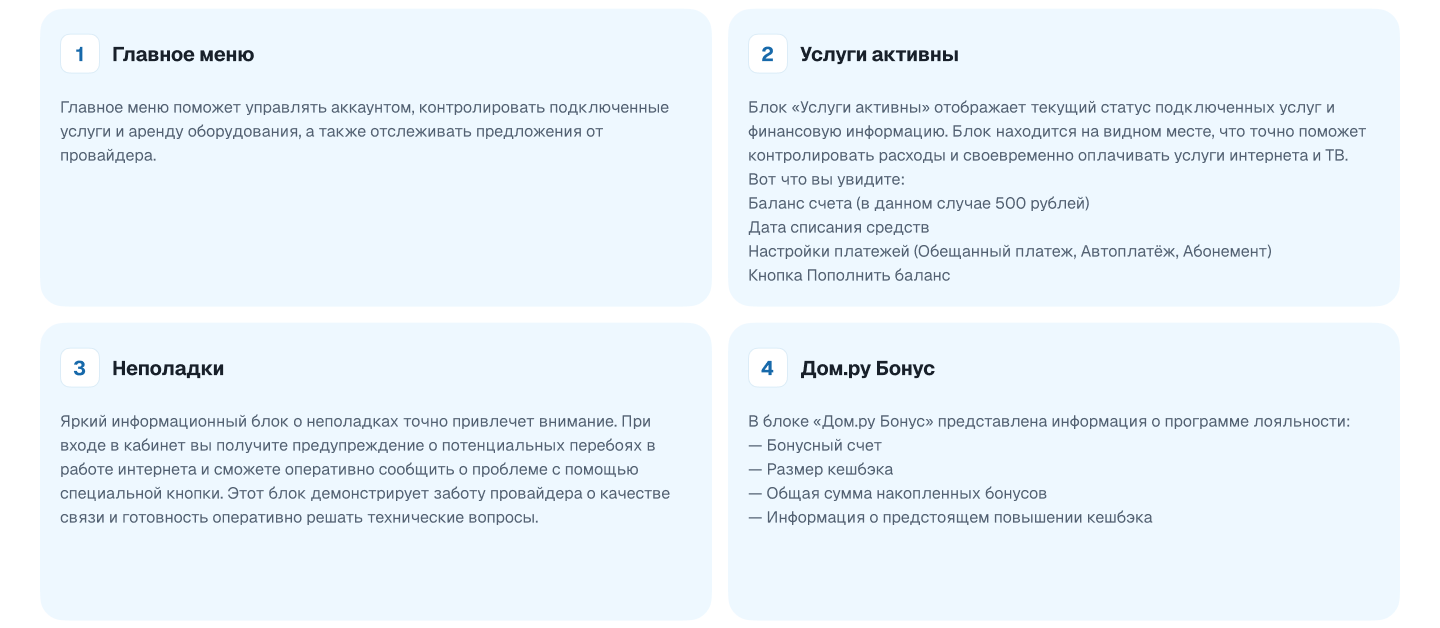 1
Главное меню
Главное меню поможет управлять аккаунтом, контролировать подключенные
услуги и аренду оборудования, а также отслеживать предложения от
провайдера.
2
Услуги активны
Блок «Услуги активны» отображает текущий статус подключенных услуг и
финансовую информацию. Блок находится на видном месте, что точно поможет
контролировать расходы и своевременно оплачивать услуги интернета и ТВ.
Вот что вы увидите:
Баланс счета (в данном случае 500 рублей)
Дата списания средств
Настройки платежей (Обещанный платеж, Автоплатёж, Абонемент)
Кнопка Пополнить баланс
3
Неполадки
Яркий информационный блок о неполадках точно привлечет внимание. При
входе в кабинет вы получите предупреждение о потенциальных перебоях в
работе интернета и сможете оперативно сообщить о проблеме с помощью
специальной кнопки. Этот блок демонстрирует заботу провайдера о качестве
связи и готовность оперативно решать технические вопросы.
4
Дом.ру Бонус
В блоке «Дом.ру Бонус» представлена информация о программе лояльности:
— Бонусный счет
— Размер кешбэка
— Общая сумма накопленных бонусов
— Информация о предстоящем повышении кешбэка